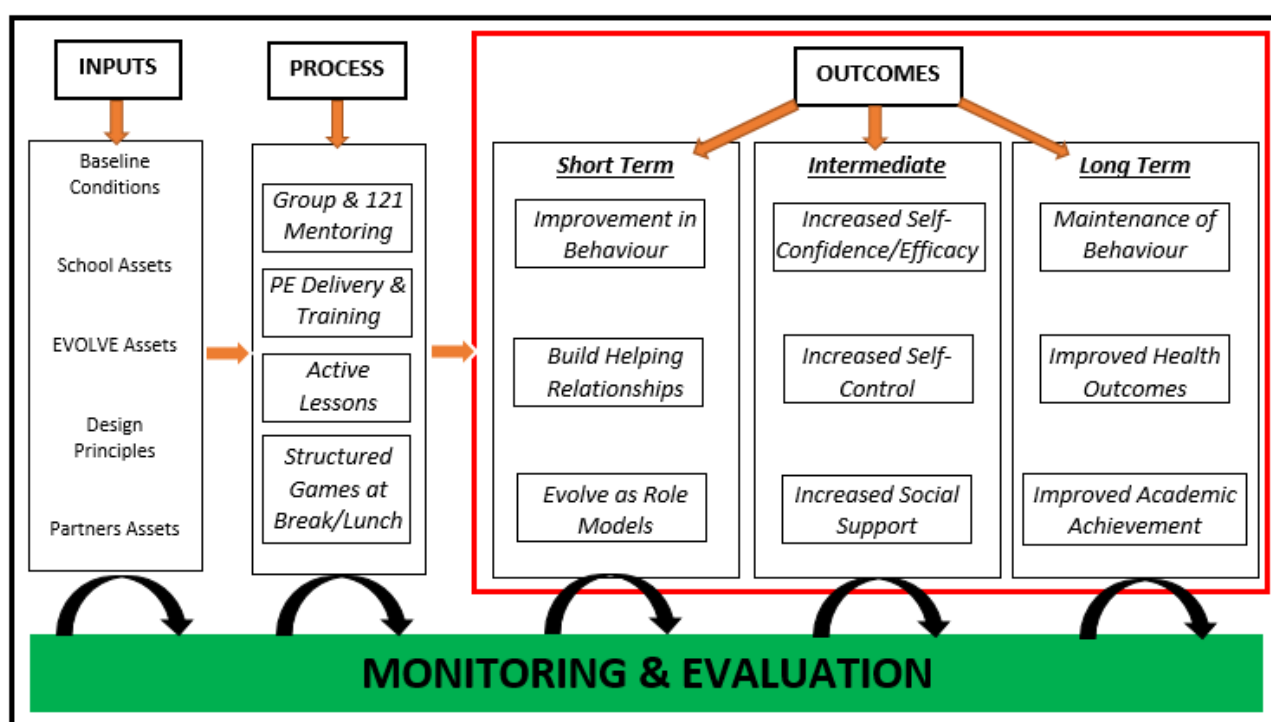 INPUTS
PROCESS
OUTCOMES
Baseline
Conditions
School Assets
EVOLVE Assets
Design
Principles
Partners Assets
Group & 121
Mentoring
PE Delivery &
Training
Active
Lessons
Structured
Games at
Break/Lunch
Short Term
Improvement in
Behaviour
Build Helping
Relationships
Evolve as Role
Models
Intermediate
Increased Self-
Confidence/Efficacy
Increased Self-
Control
Increased Social
Support
Long Term
Maintenance of
Behaviour
Improved Health
Outcomes
Improved Academic
Achievement
MONITORING & EVALUATION